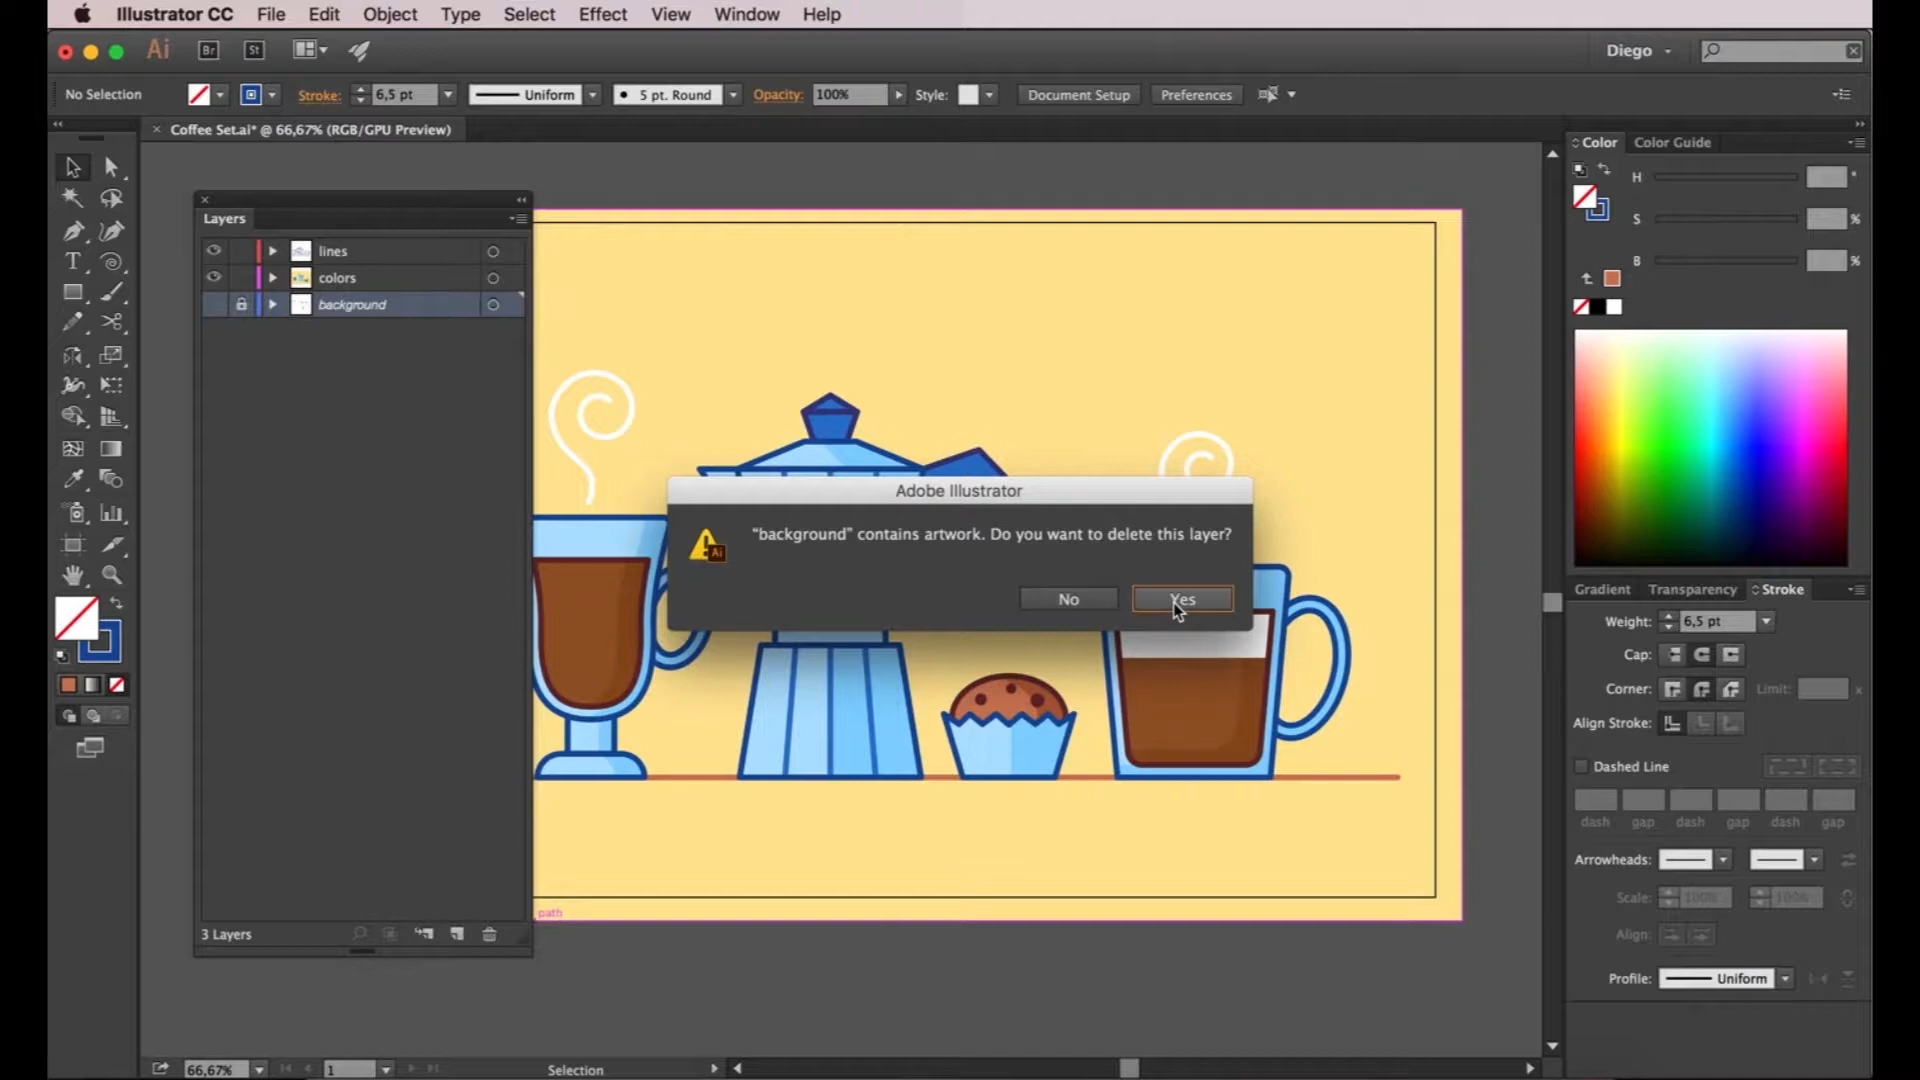 Illustrator CC File Edit Object Type Select Effect View Window Help
Ai Br St Diego
No Selection Stroke: 6,5 pt Uniform 5 pt. Round Opacity: 100% Style: Document Setup Preferences
Coffee Set.ai* @ 66,67% (RGB/GPU Preview)
Layers
lines
colors
background
3 Layers
Adobe Illustrator
“background” contains artwork. Do you want to delete this layer?
Ai
No Yes
path
Color Color Guide
H °
S %
B %
Gradient Transparency Stroke
Weight: 6,5 pt
Cap:
Corner: Limit: x
Align Stroke:
Dashed Line
dash gap dash gap dash gap
Arrowheads:
Scale: 100% 100%
Align:
Profile: Uniform
66,67% 1 Selection